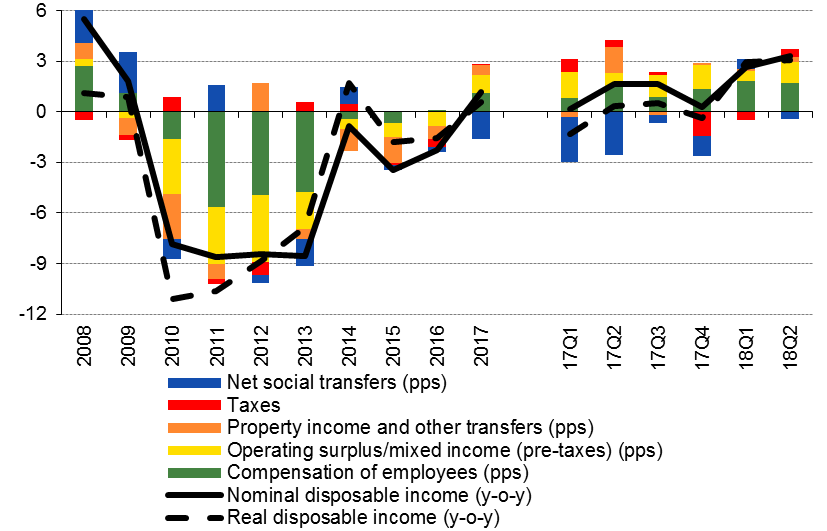 6
3
0
-3
-6
-9
-12
2008
2009
2010
2011
2012
2013
2014
2015
2016
2017
17Q1
17Q2
17Q3
17Q4
18Q1
18Q2
Net social transfers (pps)
Taxes
Property income and other transfers (pps)
Operating surplus/mixed income (pre-taxes) (pps)
Compensation of employees (pps)
Nominal disposable income (y-o-y)
Real disposable income (y-o-y)